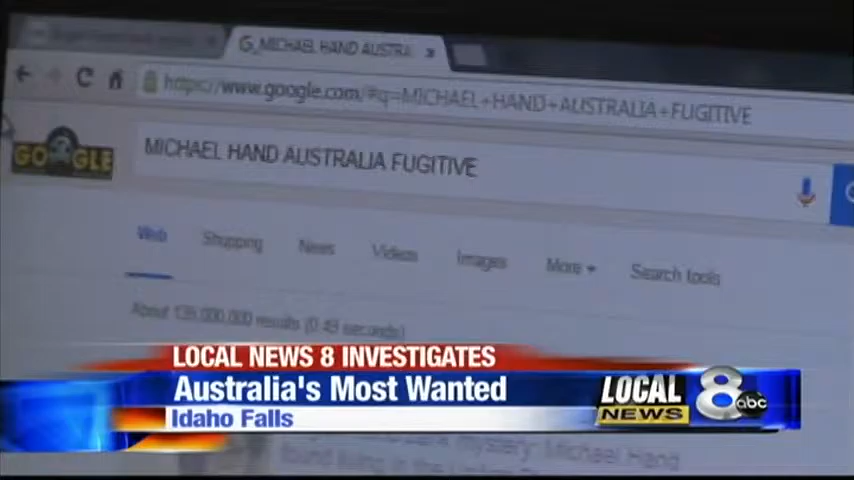 MICHAEL HAND AUSTRA
https://www.google.com/#q=MICHAEL+HAND+AUSTRALIA+FUGITIVE
GOOGLE
MICHAEL HAND AUSTRALIA FUGITIVE
Web Shopping News Videos Images More Search tools
About 139,000,000 results (0.49 seconds)
LOCAL NEWS 8 INVESTIGATES
Australia's Most Wanted
Idaho Falls
LOCAL NEWS 8 abc
mystery: Michael Hand
found living in the